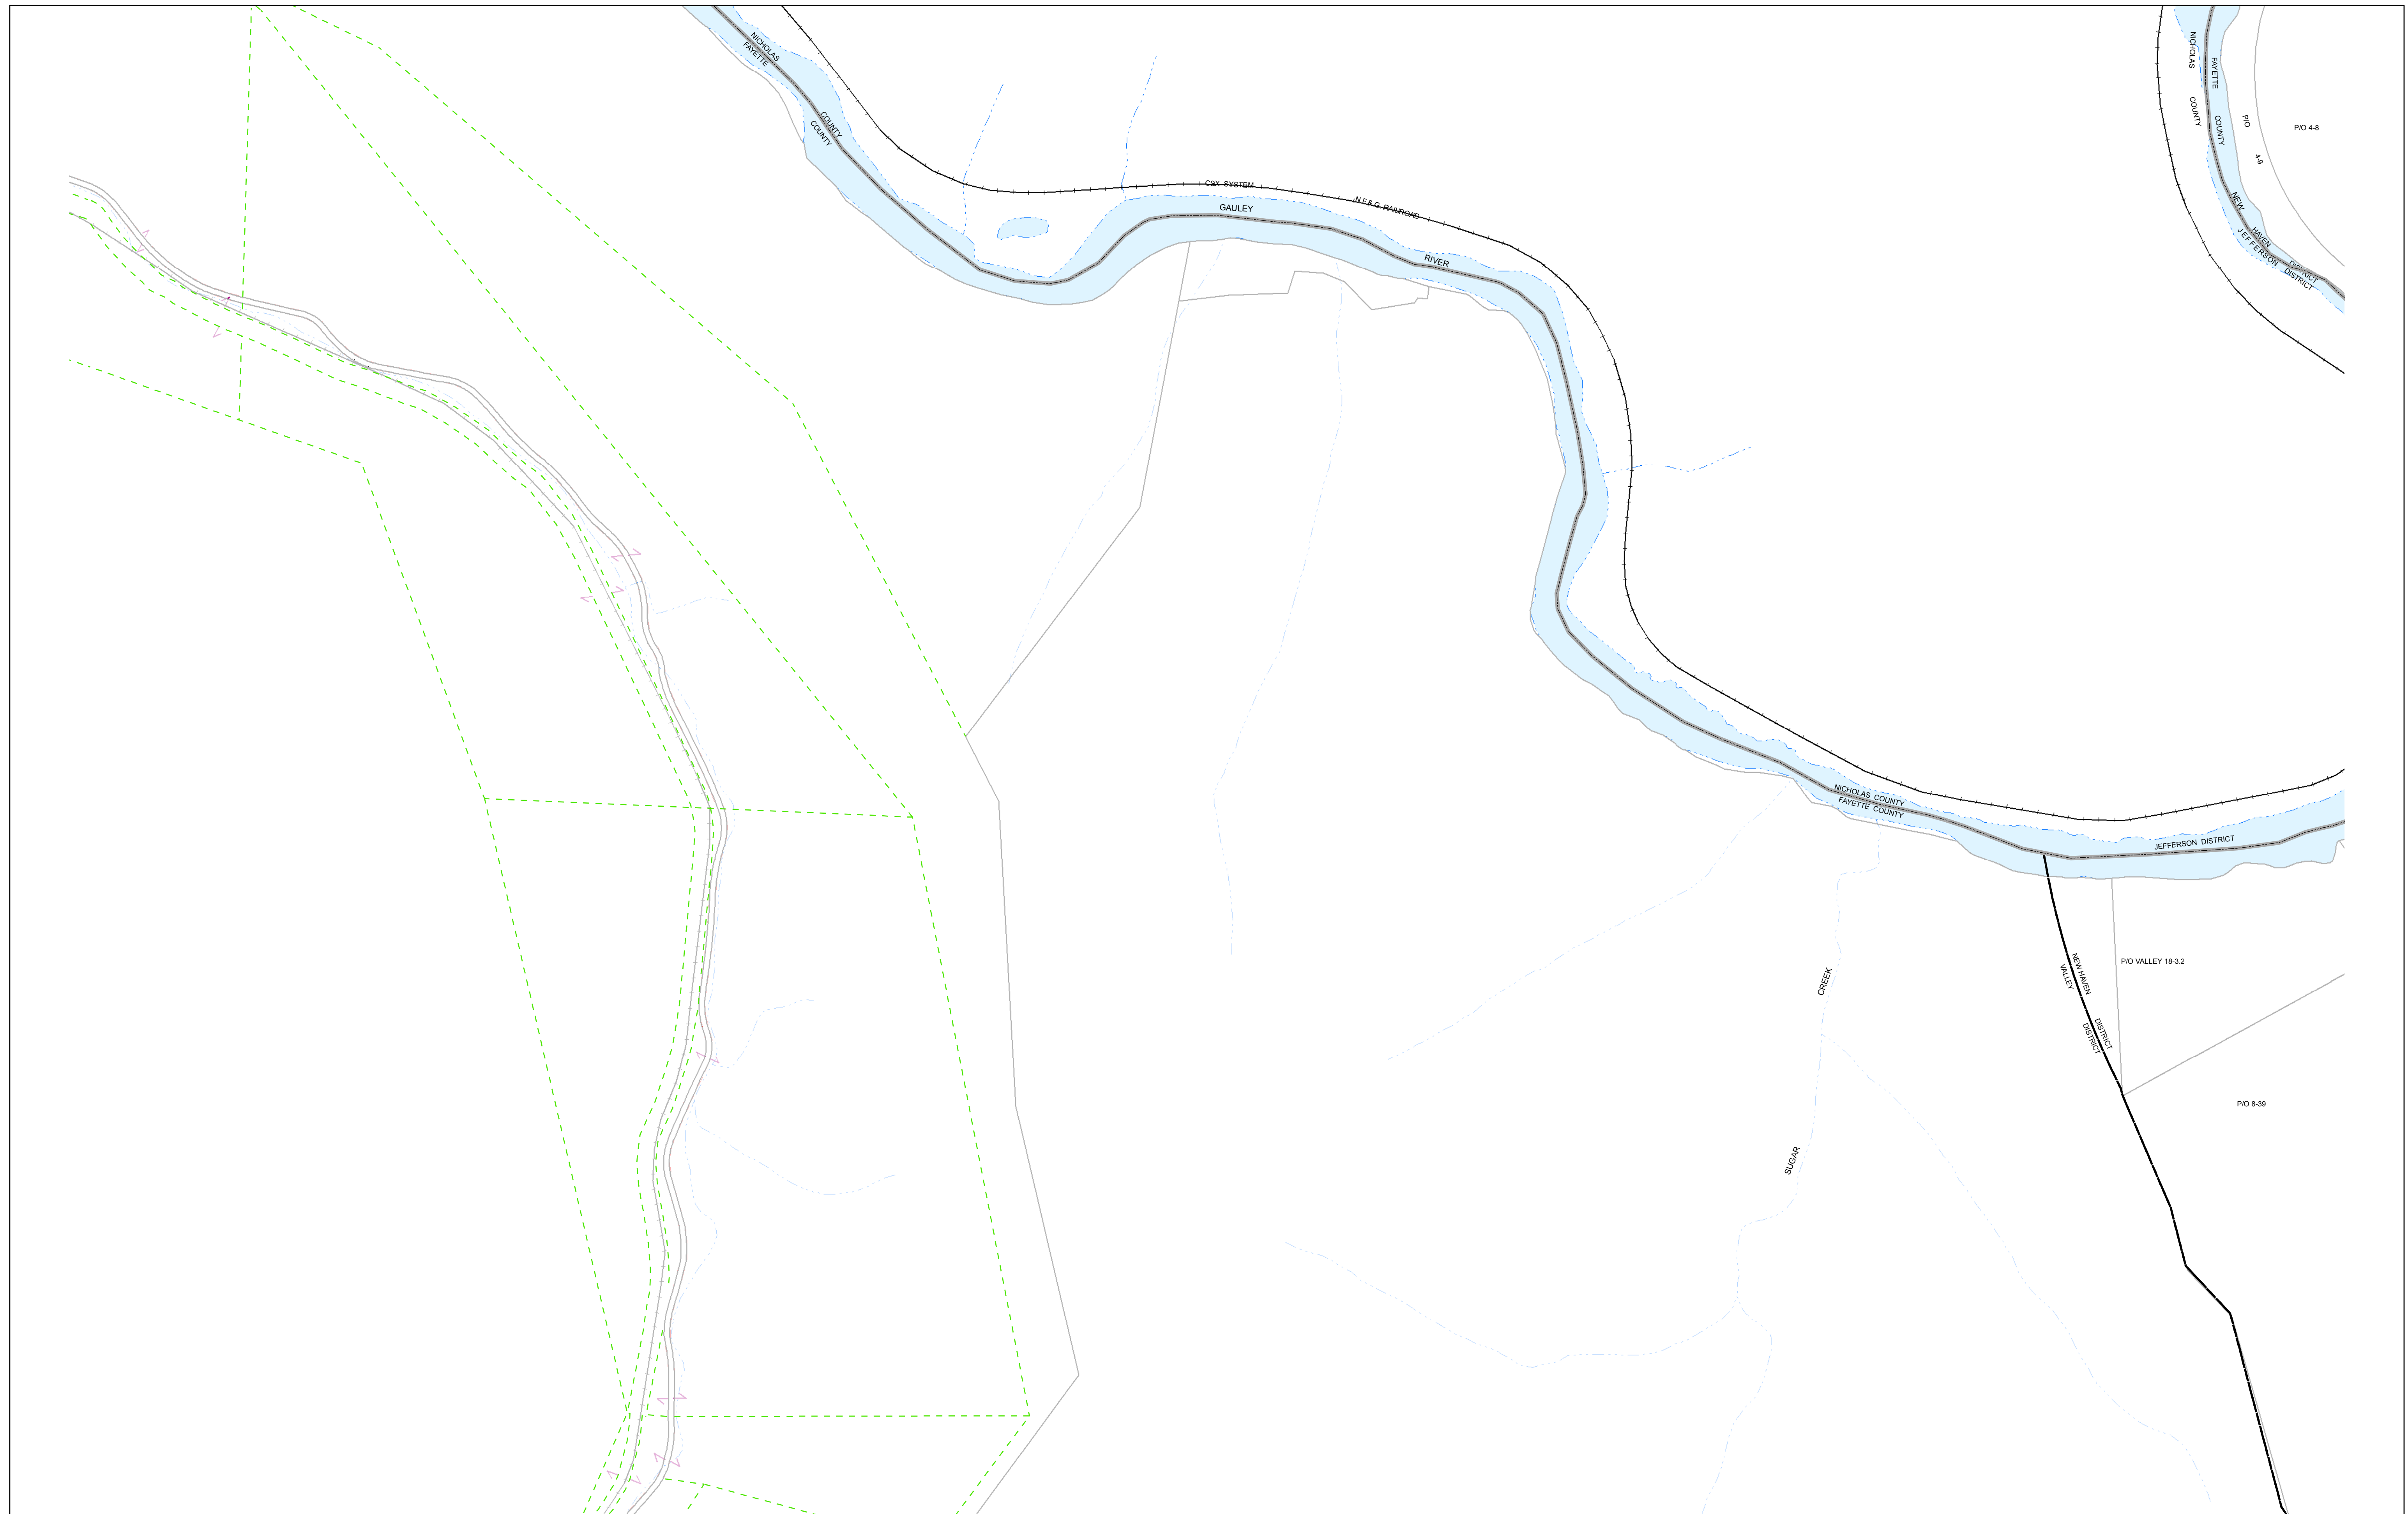 NICHOLAS
FAYETTE
COUNTY
COUNTY
CSX SYSTEM
N.F.& G. RAILROAD
GAULEY
RIVER
NICHOLAS
COUNTY
FAYETTE
COUNTY
P/O
4-9
P/O 4-8
NEW
HAVEN
DISTRICT
JEFFERSON
DISTRICT
NICHOLAS COUNTY
FAYETTE COUNTY
JEFFERSON DISTRICT
NEW HAVEN
DISTRICT
VALLEY
DISTRICT
P/O VALLEY 18-3.2
P/O 8-39
SUGAR
CREEK